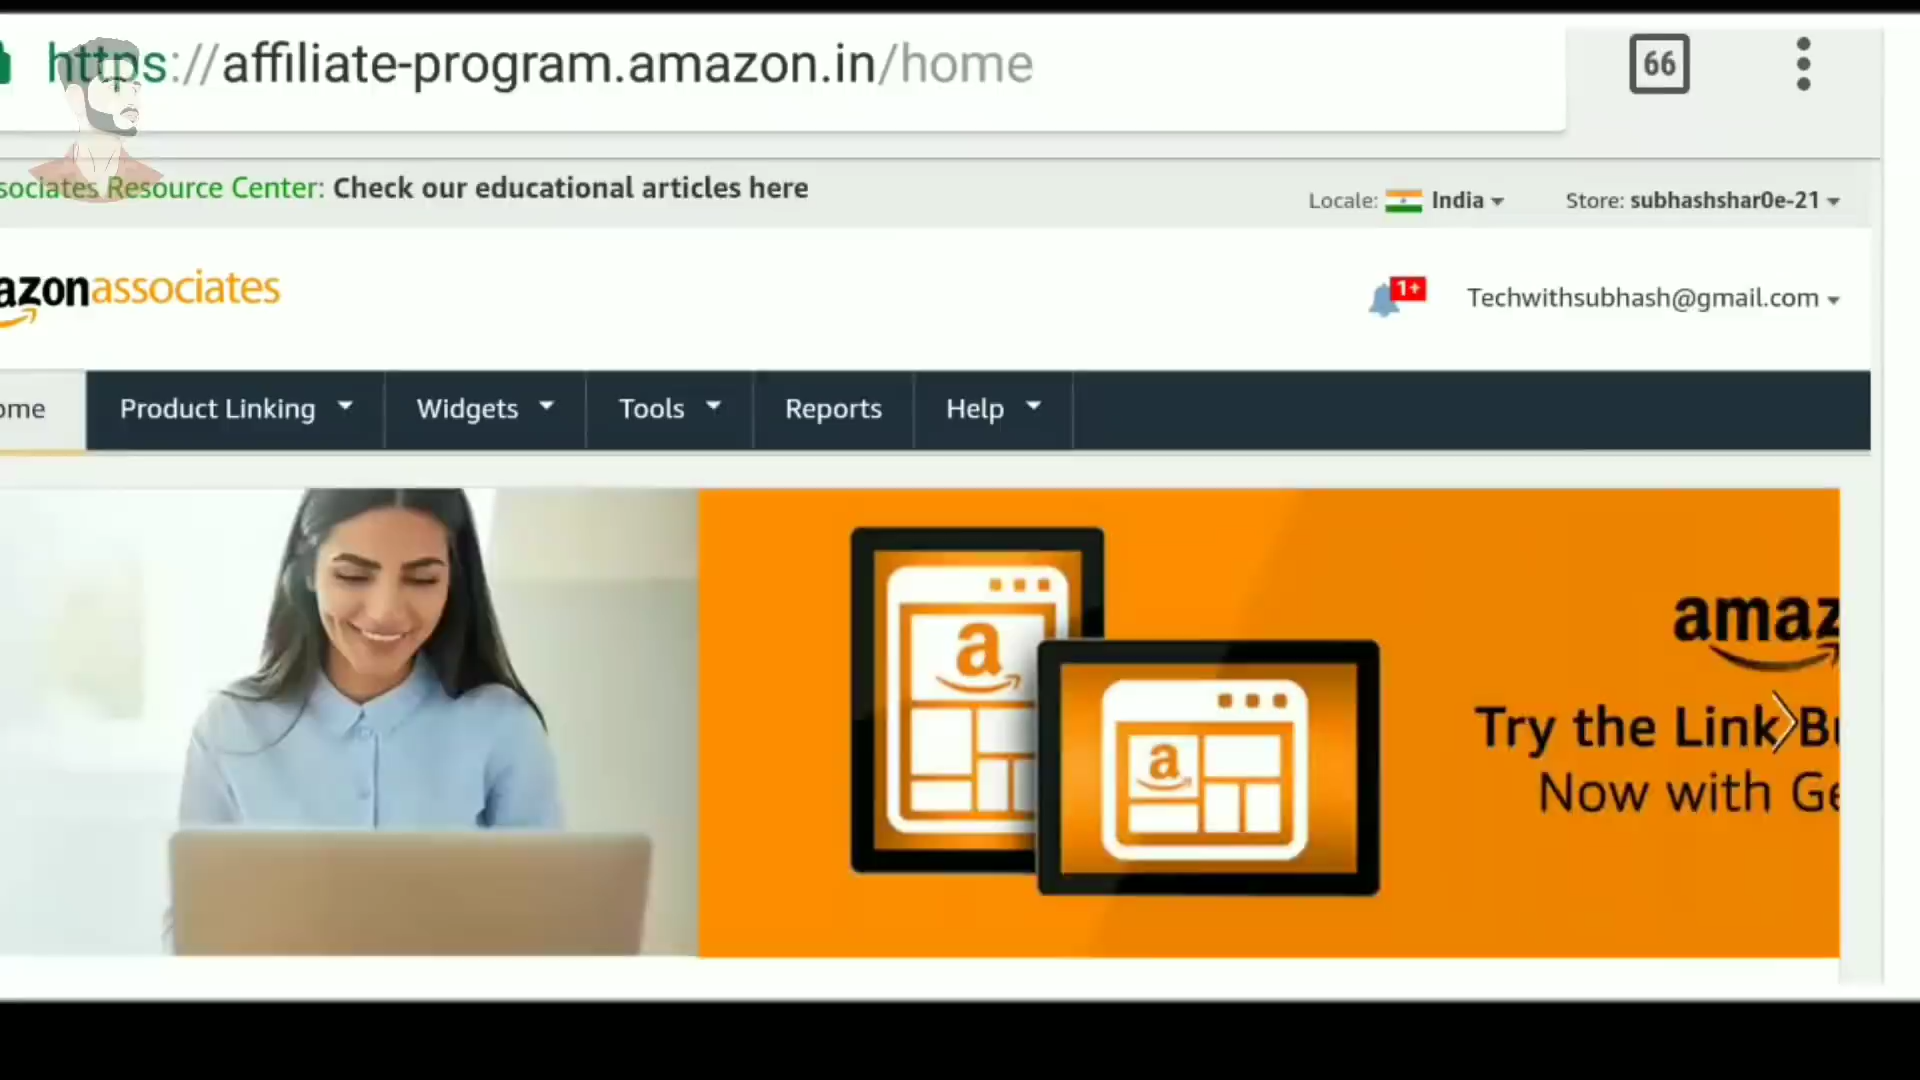 https://affiliate-program.amazon.in/home
66
sociates Resource Center: Check our educational articles here
Locale: India
Store: subhashshar0e-21
azonassociates
1+
Techwithsubhash@gmail.com
ome
Product Linking
Widgets
Tools
Reports
Help
a
a
amaz
Try the Link Bu
Now with Ge